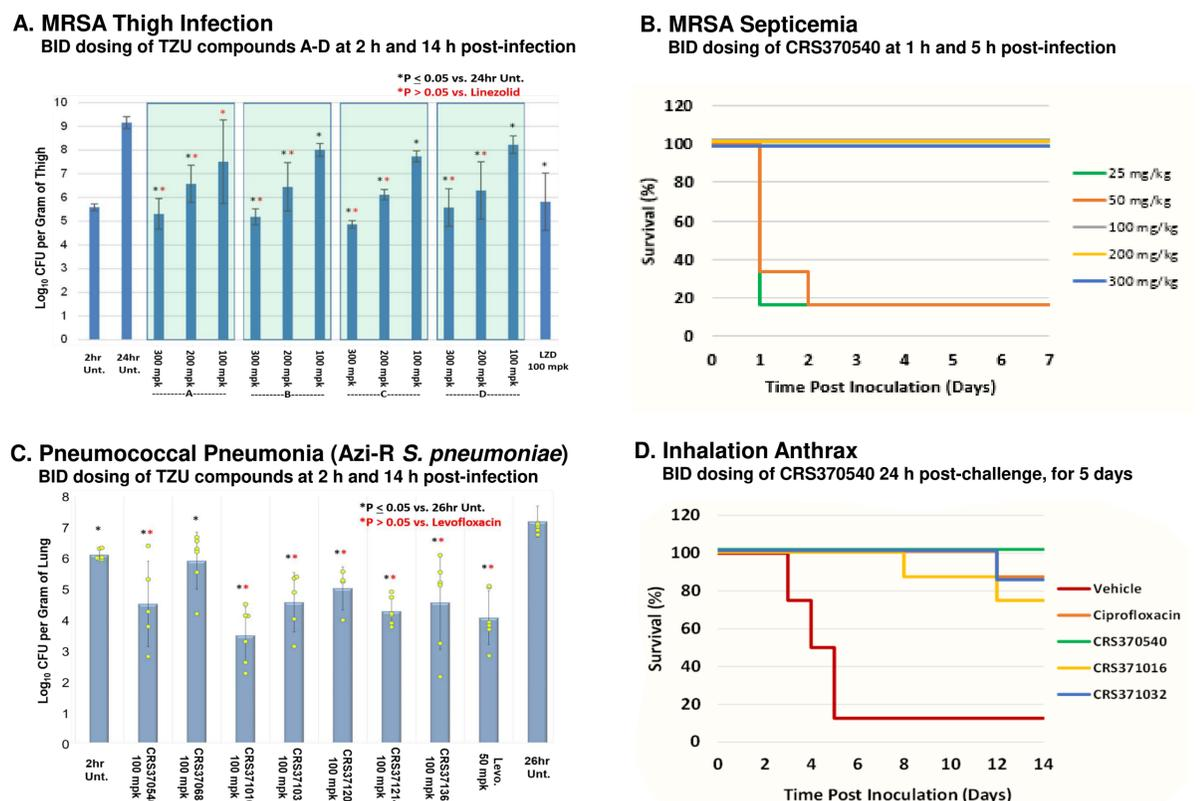 A. MRSA Thigh Infection
BID dosing of TZU compounds A-D at 2 h and 14 h post-infection
*P < 0.05 vs. 24hr Unt.
*P > 0.05 vs. Linezolid
Log10 CFU per Gram of Thigh
10
9
8
7
6
5
4
3
2
1
0
* * * * * * * * * * * * * * * * * * * * *
2hr Unt.
24hr Unt.
300 mpk
200 mpk
100 mpk
300 mpk
200 mpk
100 mpk
300 mpk
200 mpk
100 mpk
300 mpk
200 mpk
100 mpk
LZD 100 mpk
---------A--------
---------B--------
---------C--------
---------D--------
B. MRSA Septicemia
BID dosing of CRS370540 at 1 h and 5 h post-infection
Survival (%)
120
100
80
60
40
20
0
0 1 2 3 4 5 6 7
Time Post Inoculation (Days)
25 mg/kg
50 mg/kg
100 mg/kg
200 mg/kg
300 mg/kg
C. Pneumococcal Pneumonia (Azi-R S. pneumoniae)
BID dosing of TZU compounds at 2 h and 14 h post-infection
*P < 0.05 vs. 26hr Unt.
*P > 0.05 vs. Levofloxacin
Log10 CFU per Gram of Lung
8
7
6
5
4
3
2
1
0
* ** * ** ** ** ** ** **
2hr Unt.
100 mpk
100 mpk
100 mpk
100 mpk
100 mpk
100 mpk
100 mpk
Levo. 50 mpk
26hr Unt.
D. Inhalation Anthrax
BID dosing of CRS370540 24 h post-challenge, for 5 days
Survival (%)
120
100
80
60
40
20
0
0 2 4 6 8 10 12 14
Time Post Inoculation (Days)
Vehicle
Ciprofloxacin
CRS370540
CRS371016
CRS371032